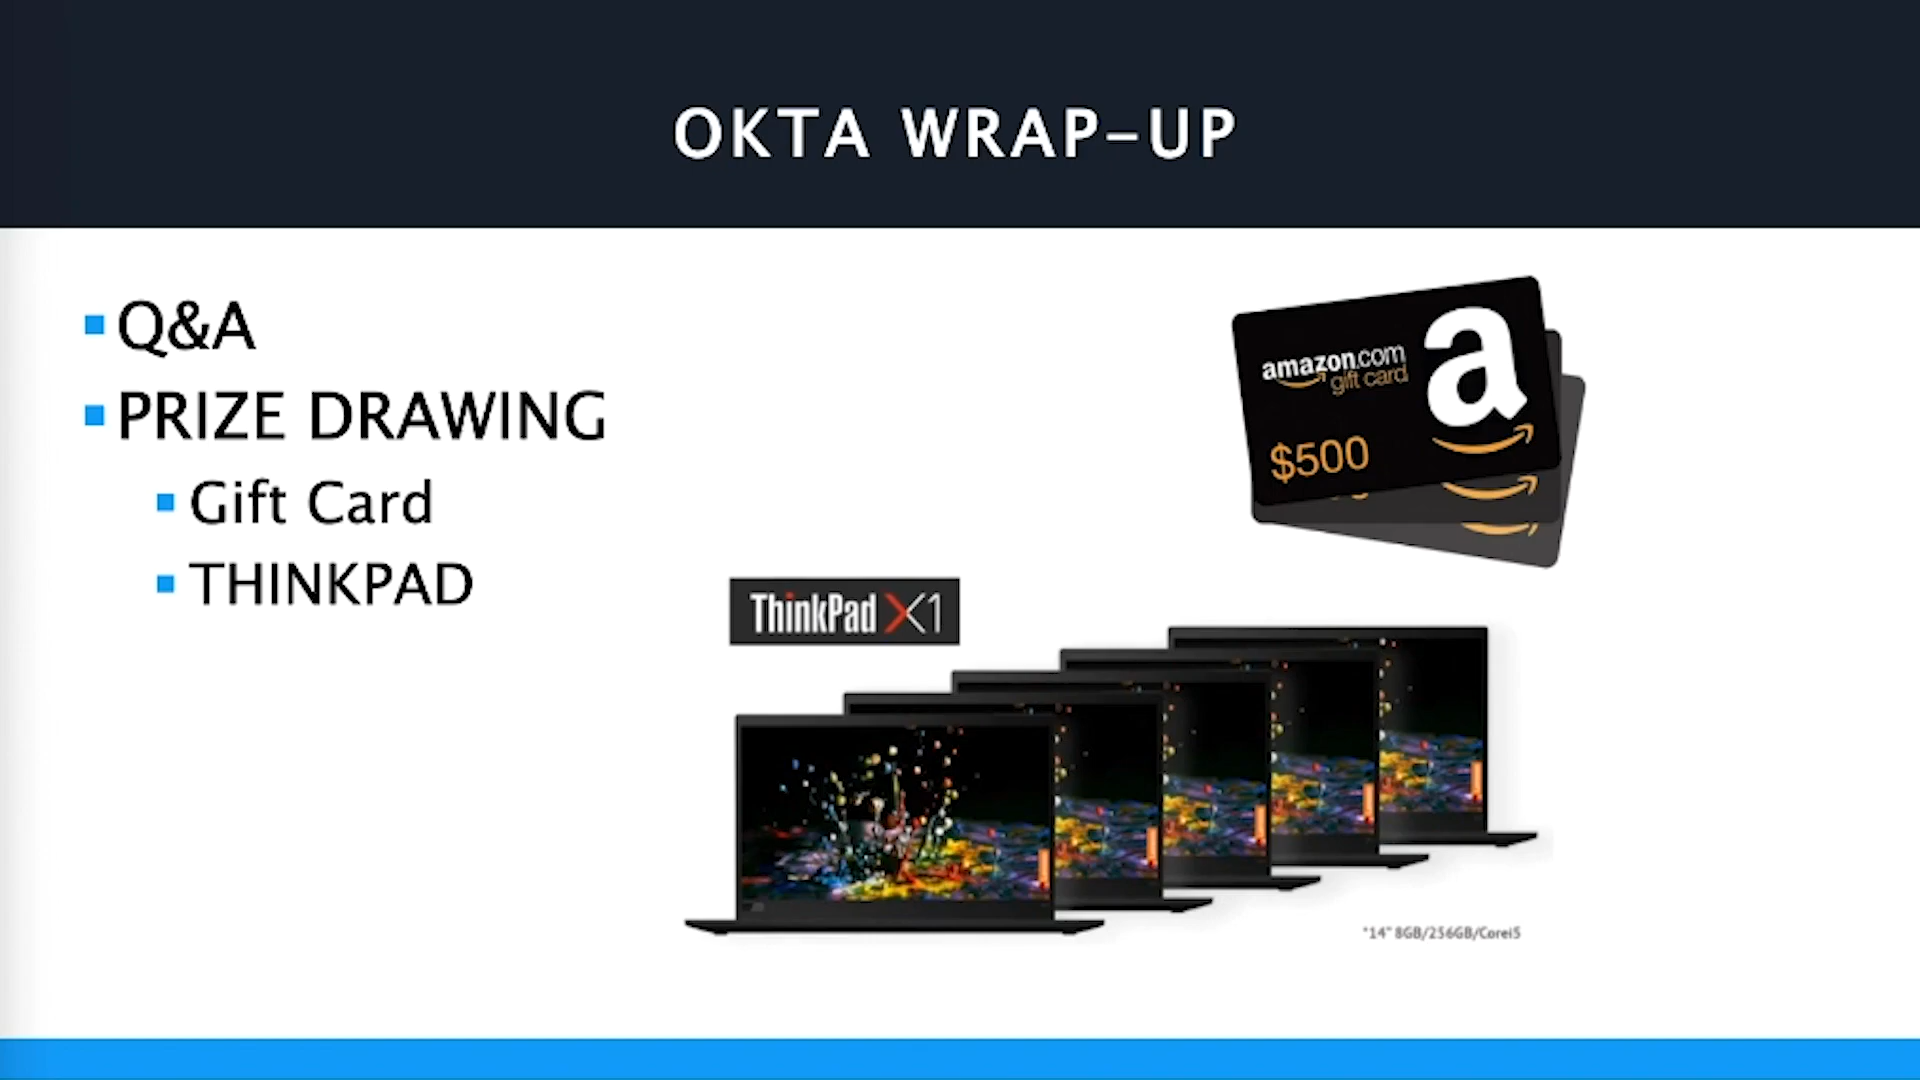 OKTA WRAP-UP
Q&A
PRIZE DRAWING
Gift Card
THINKPAD
amazon.com
gift card
a
$500
ThinkPad X1
*14" 8GB/256GB/Corei5